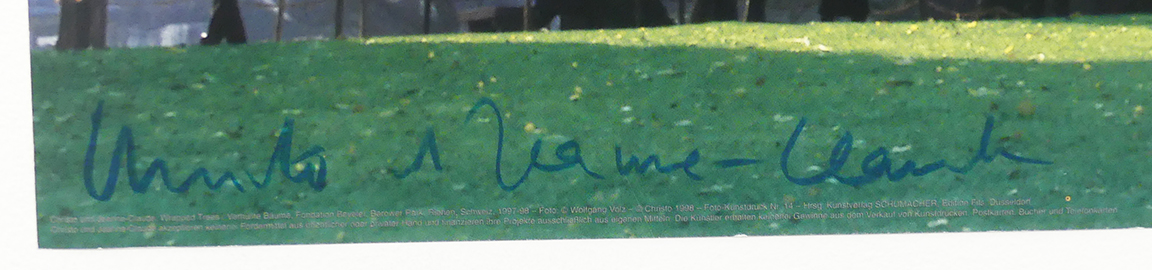 Christo + Jeanne-Claude
Christo und Jeanne-Claude, Wrapped Trees - Verhüllte Bäume, Fondation Beyeler, Berower Park, Riehen, Schweiz, 1997-98 – Foto: © Wolfgang Volz – © Christo 1998 – Foto-Kunstdruck Nr. 14 – Hrsg. Kunstverlag SCHUMACHER, Edition Fils, Düsseldorf
Christo und Jeanne-Claude akzeptieren keinerlei Fördermittel aus öffentlicher oder privater Hand und finanzieren ihre Projekte ausschließlich aus eigenen Mitteln. Die Künstler erhalten keinerlei Gewinne aus dem Verkauf von Kunstdrucken, Postkarten, Bücher und Telefonkarten.